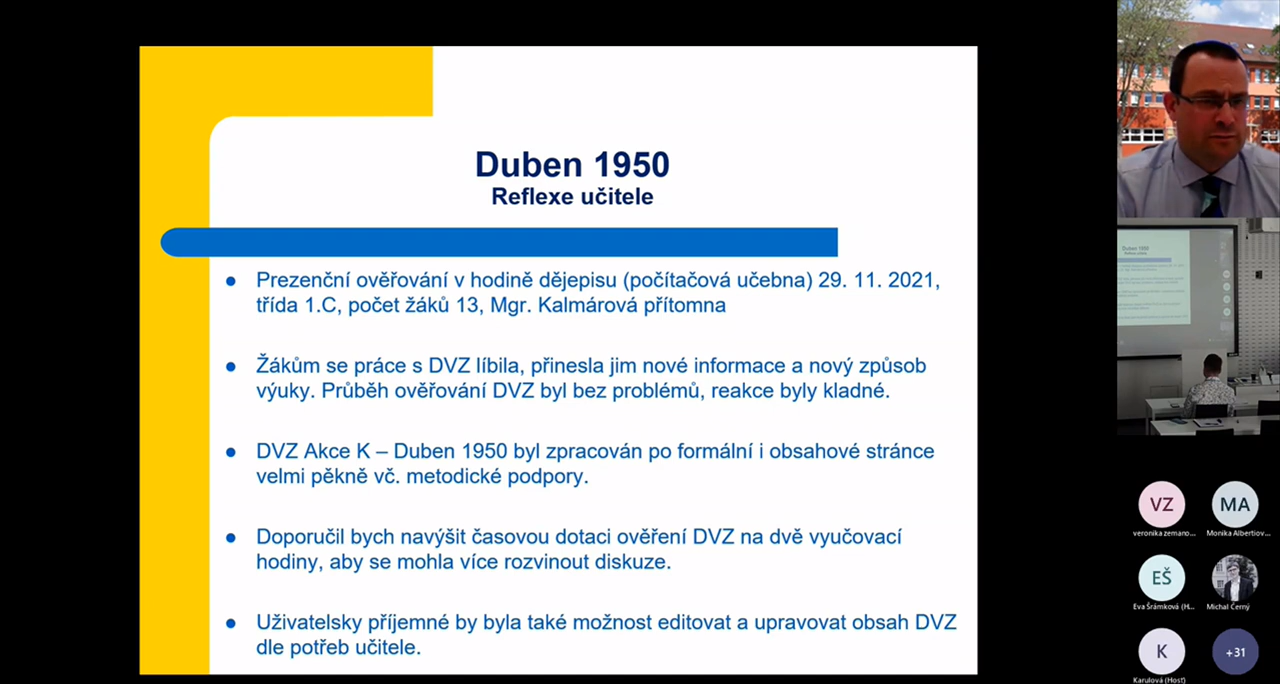 Duben 1950
Reflexe učitele
Prezenční ověřování v hodině dějepisu (počítačová učebna) 29. 11. 2021,
třída 1.C, počet žáků 13, Mgr. Kalmárová přítomna
Žákům se práce s DVZ líbila, přinesla jim nové informace a nový způsob
výuky. Průběh ověřování DVZ byl bez problémů, reakce byly kladné.
DVZ Akce K – Duben 1950 byl zpracován po formální i obsahové stránce
velmi pěkně vč. metodické podpory.
Doporučil bych navýšit časovou dotaci ověření DVZ na dvě vyučovací
hodiny, aby se mohla více rozvinout diskuze.
Uživatelsky příjemné by byla také možnost editovat a upravovat obsah DVZ
dle potřeb učitele.
Duben 1950
VZ
MA
veronika zemano...
Monika Albertiov...
EŠ
Eva Šrámková (H...
Michal Černý
K
+31
Karulová (Host)